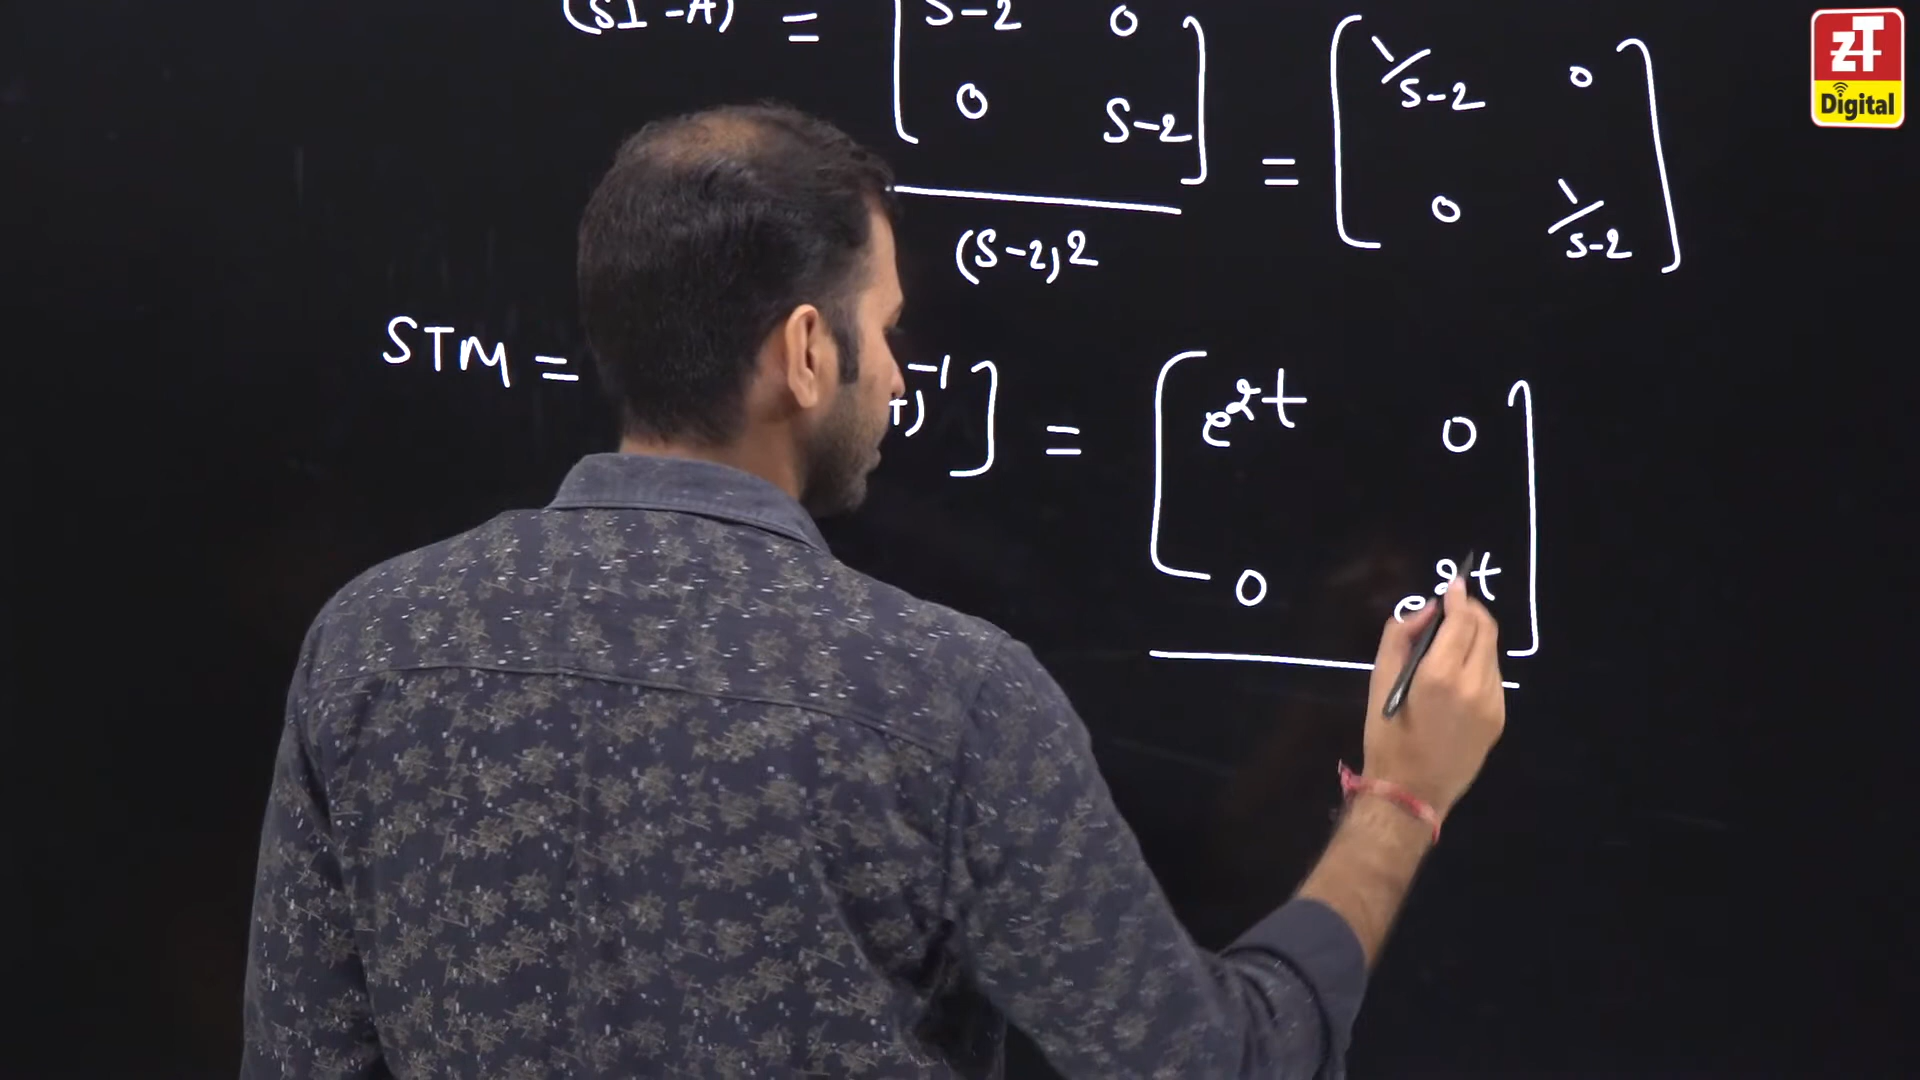 (SI-A) = [S-2 0
0 S-2]
(S-2)2
= [1/S-2 0
0 1/S-2]
STM = -1] = [e2t 0
0 e2t]
ZT
Digital